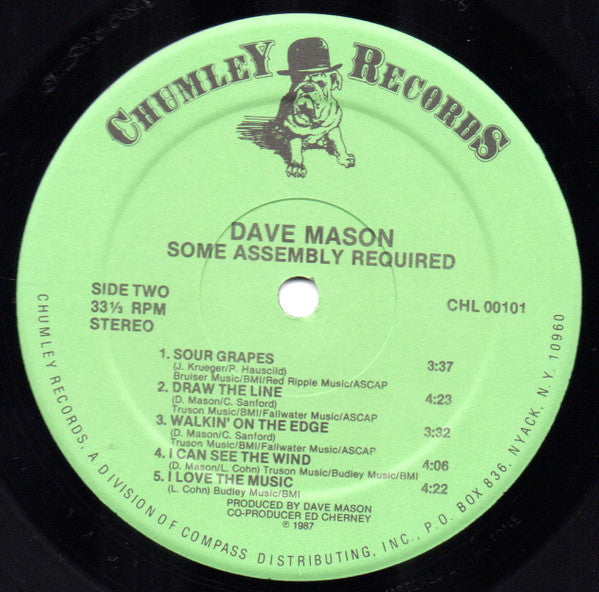 CHUMLEY RECORDS
DAVE MASON
SOME ASSEMBLY REQUIRED
SIDE TWO
33⅓ RPM
STEREO
CHL 00101
1. SOUR GRAPES
(J. Krueger/P. Hauscild)
Bruiser Music/BMI/Red Ripple Music/ASCAP 3:37
2. DRAW THE LINE
(D. Mason/C. Sanford)
Truson Music/BMI/Fallwater Music/ASCAP 4:23
3. WALKIN' ON THE EDGE
(D. Mason/C. Sanford)
Truson Music/BMI/Fallwater Music/ASCAP 3:32
4. I CAN SEE THE WIND
(D. Mason/L. Cohn) Truson Music/Budley Music/BMI 4:06
5. I LOVE THE MUSIC
(L. Cohn) Budley Music/BMI 4:22
PRODUCED BY DAVE MASON
CO-PRODUCER ED CHERNEY
℗ 1987
CHUMLEY RECORDS, A DIVISION OF COMPASS DISTRIBUTING, INC., P.O. BOX 836, NYACK, N.Y. 10960